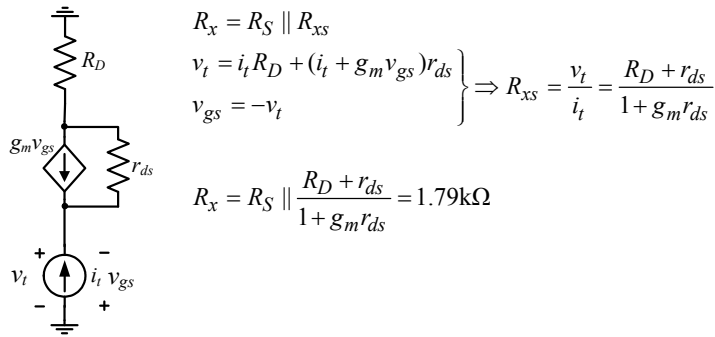 R_D
g_m v_gs
r_ds
+ −
v_t i_t v_gs
− +
R_x = R_S || R_xs
v_t = i_t R_D + (i_t + g_m v_gs) r_ds
v_gs = −v_t
} ⇒ R_xs = v_t / i_t = (R_D + r_ds) / (1 + g_m r_ds)
R_x = R_S || (R_D + r_ds) / (1 + g_m r_ds) = 1.79kΩ